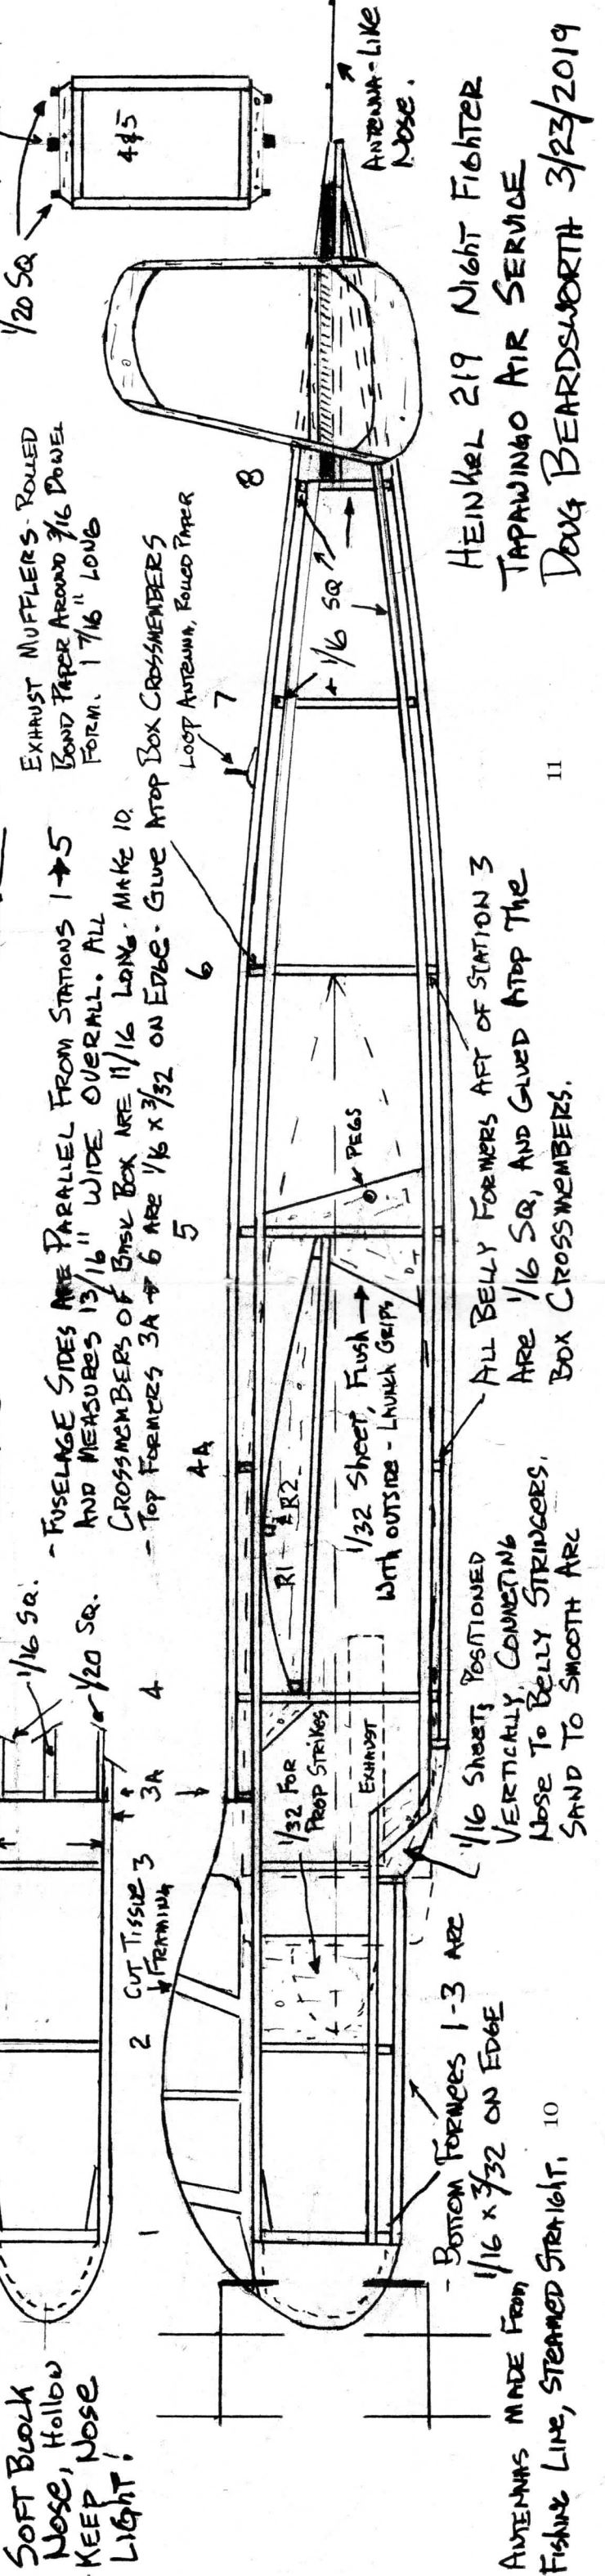 SOFT BLOCK
NOSE, HOLLOW
KEEP NOSE
LIGHT!
1/16 SQ.
1/20 SQ.
CUT TISSUE
FRAMING
- FUSELAGE SIDES ARE PARALLEL FROM STATIONS 1→5
AND MEASURES 13/16" WIDE OVERALL. ALL
CROSSMEMBERS OF BASIC BOX ARE 11/16 LONG. MAKE 10.
- TOP FORMERS 3A → 6 ARE 1/16 x 3/32 ON EDGE - GLUE ATOP BOX CROSSMEMBERS
EXHAUST MUFFLERS - ROLLED
BOND PAPER AROUND 3/16 DOWEL
FORM. 1 7/16" LONG
LOOP ANTENNA, ROLLED PAPER
1/20 SQ
4&5
1
2
3
3A
4
4A
5
6
7
8
1/32 FOR
PROP STRIKES
EXHAUST
R1
R2
1/32 SHEET, FLUSH
WITH OUTSIDE - LAUNCH GRIPS
PEGS
1/16 SQ
ANTENNA-LIKE
NOSE.
ANTENNAS MADE FROM
FISHING LINE, STEAMED STRAIGHT.
- BOTTOM FORMERS 1-3 ARE
1/16 x 3/32 ON EDGE
10
1/16 SHEET, POSITIONED
VERTICALLY CONNECTING
NOSE TO BELLY STRINGERS.
SAND TO SMOOTH ARC
ALL BELLY FORMERS AFT OF STATION 3
ARE 1/16 SQ, AND GLUED ATOP THE
BOX CROSSMEMBERS.
11
HEINKEL 219 NIGHT FIGHTER
TAPAWINGO AIR SERVICE
DOUG BEARDSWORTH 3/23/2019